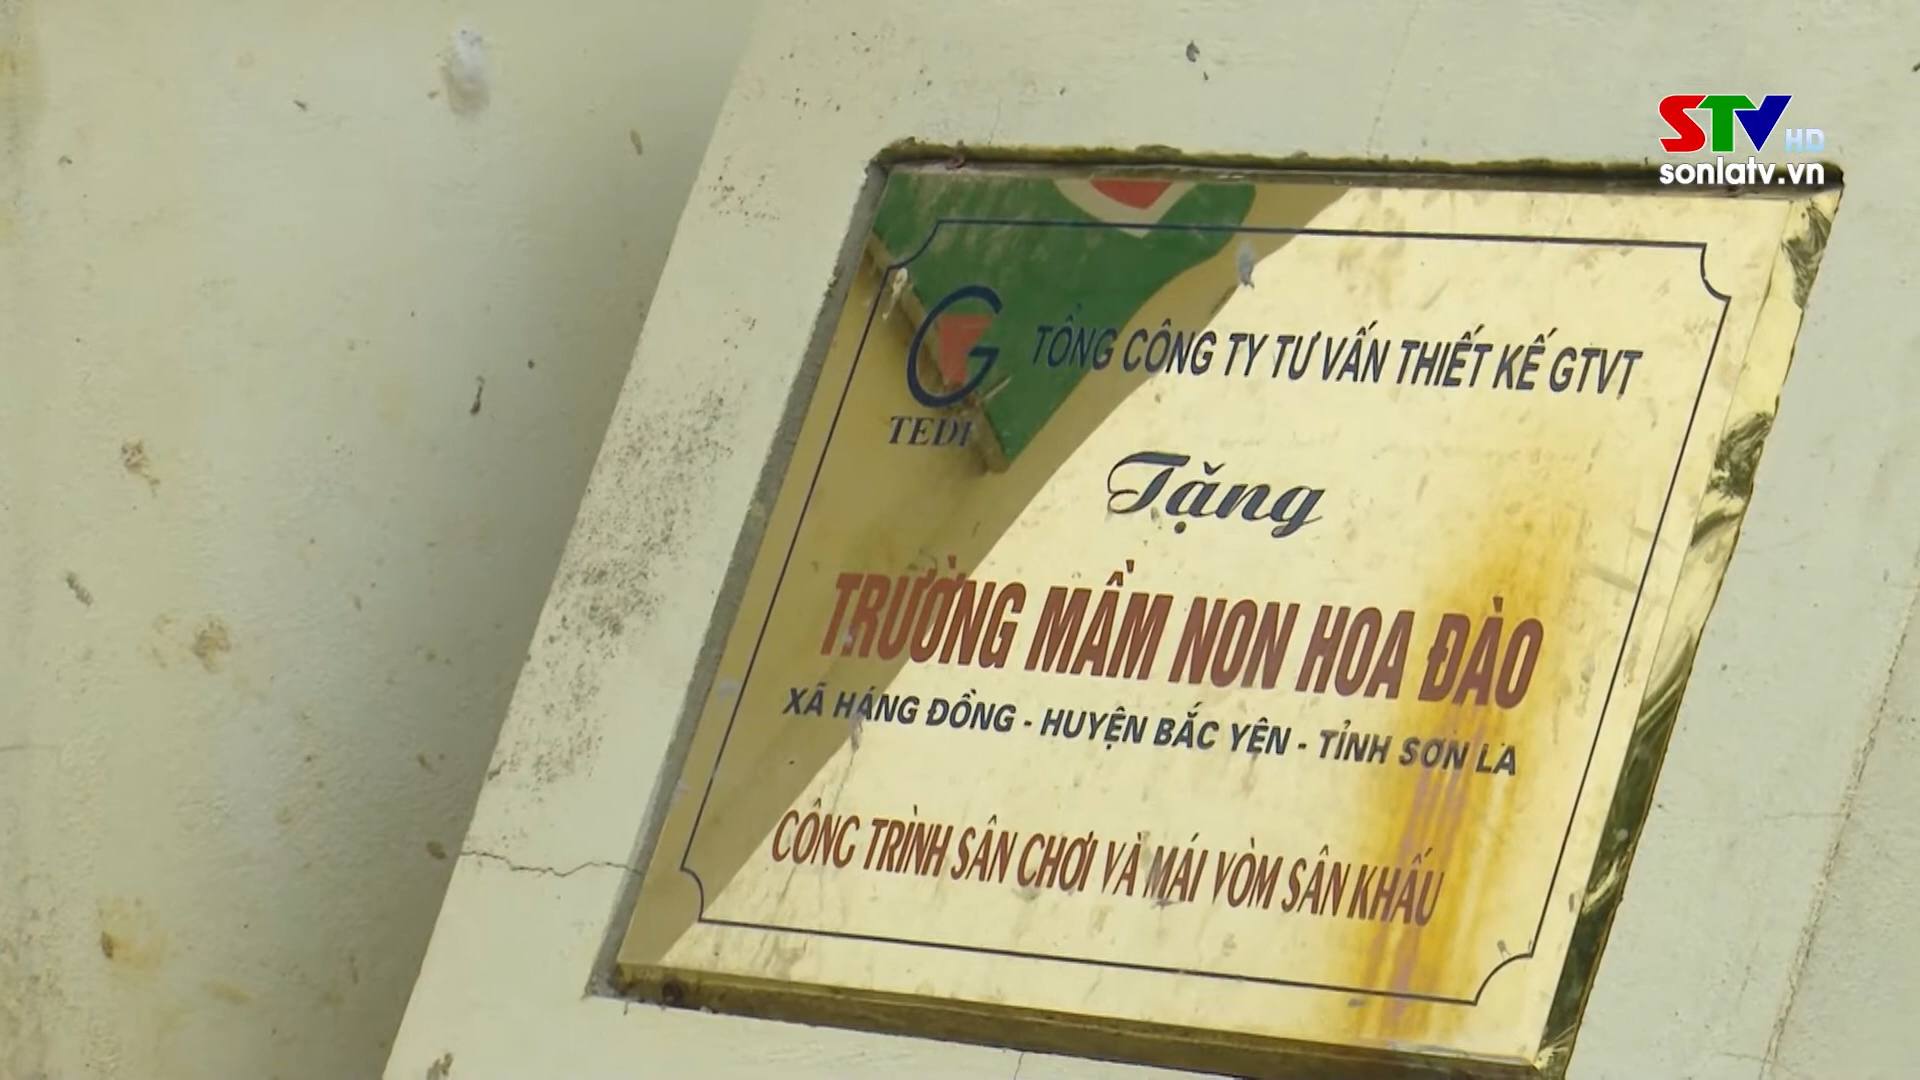 STV HD
sonlatv.vn
TỔNG CÔNG TY TƯ VẤN THIẾT KẾ GTVT
TEDI
Tặng
TRƯỜNG MẦM NON HOA ĐÀO
XÃ HÁNG ĐỒNG - HUYỆN BẮC YÊN - TỈNH SƠN LA
CÔNG TRÌNH SÂN CHƠI VÀ MÁI VÒM SÂN KHẤU